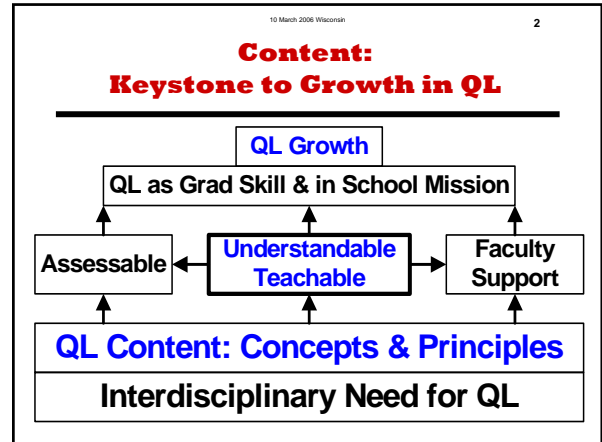 10 March 2006 Wisconsin
2
Content:
Keystone to Growth in QL
QL Growth
QL as Grad Skill & in School Mission
Assessable
Understandable
Teachable
Faculty
Support
QL Content: Concepts & Principles
Interdisciplinary Need for QL